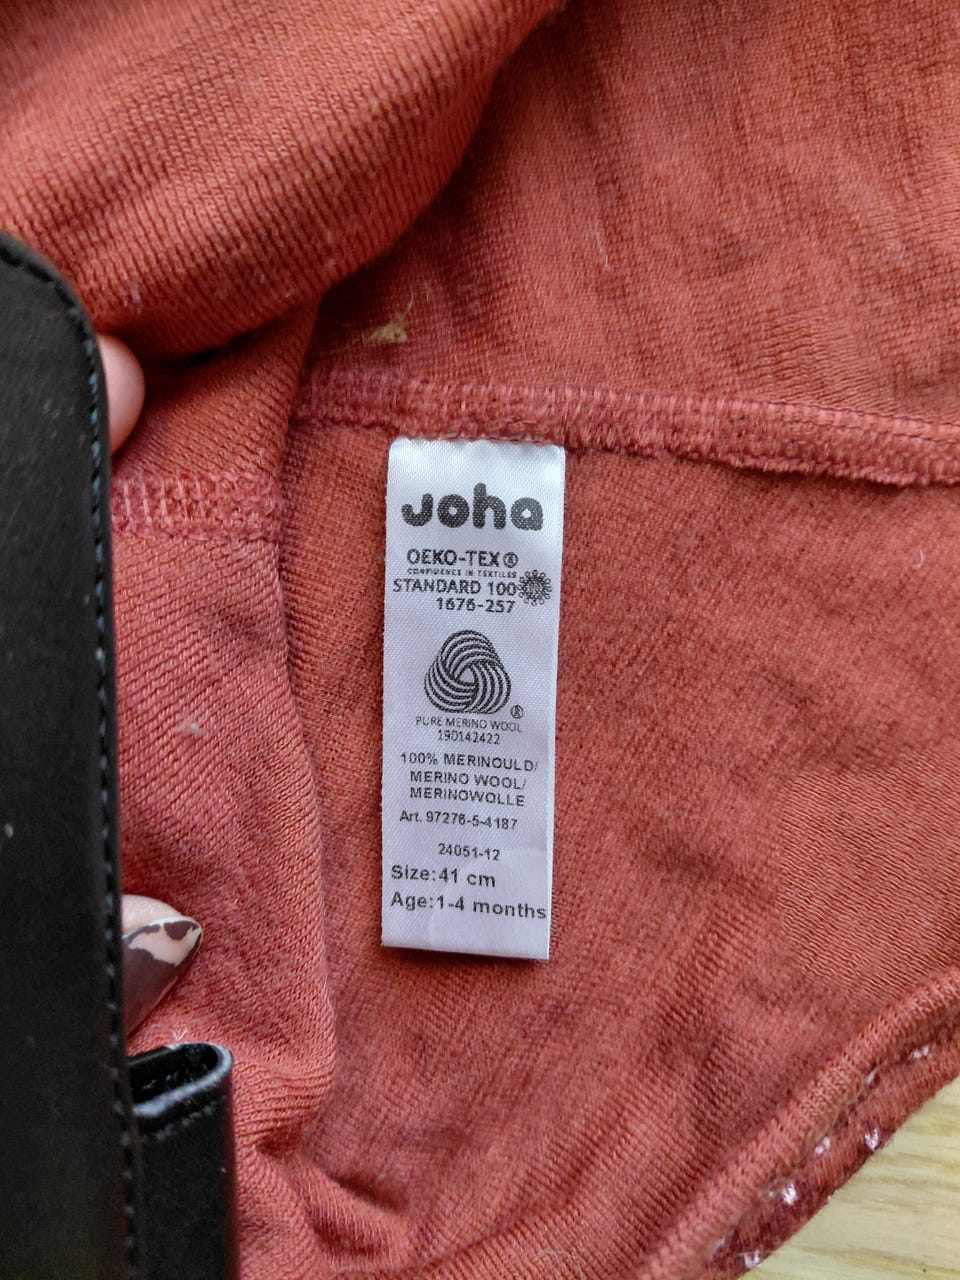 Joha
OEKO-TEX®
CONFIDENCE IN TEXTILES
STANDARD 100
1676-257
®
PURE MERINO WOOL
190142422
100% MERINOULD/
MERINO WOOL/
MERINOWOLLE
Art. 97276-5-4187
24051-12
Size:41 cm
Age:1-4 months